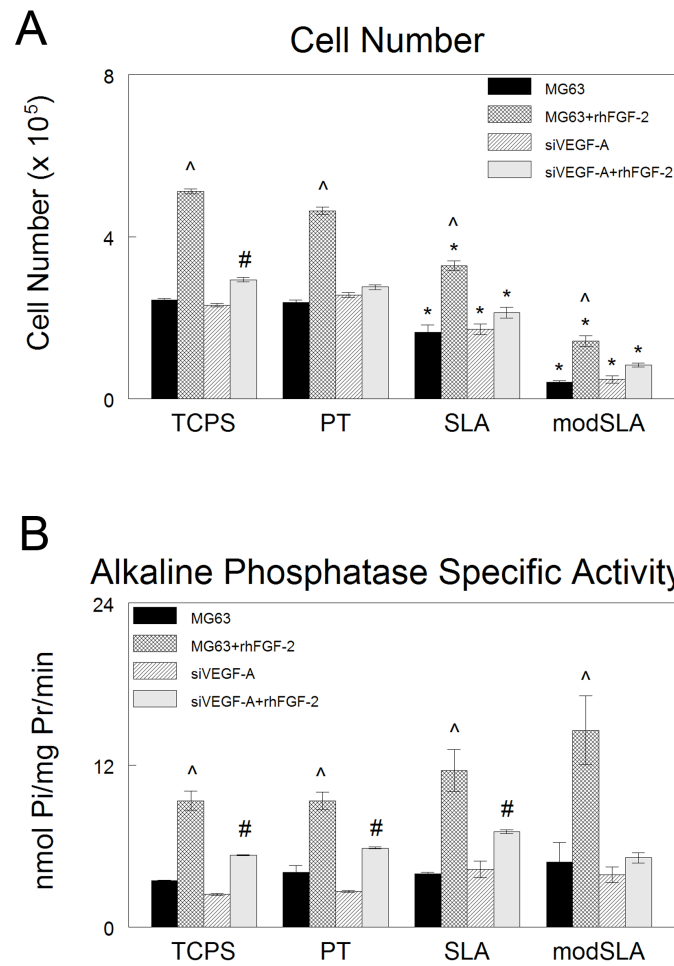 A
Cell Number
8
MG63
MG63+rhFGF-2
siVEGF-A
siVEGF-A+rhFGF-2
Cell Number (x 10⁵)
^ ^ ^ ^
#
4
* * * *
* * * *
0
TCPS PT SLA modSLA
B
Alkaline Phosphatase Specific Activity
24
MG63
MG63+rhFGF-2
siVEGF-A
siVEGF-A+rhFGF-2
nmol Pi/mg Pr/min
^ ^ ^ ^
12
# # #
0
TCPS PT SLA modSLA